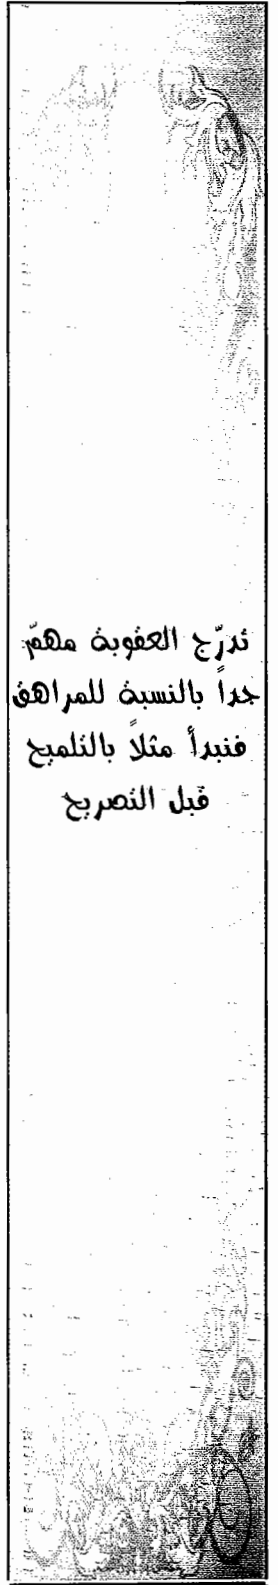 تدرّج العقوبة مهمّ
جداً بالنسبة للمراهق
فنبدأ مثلاً بالتلميح
قبل التصريح